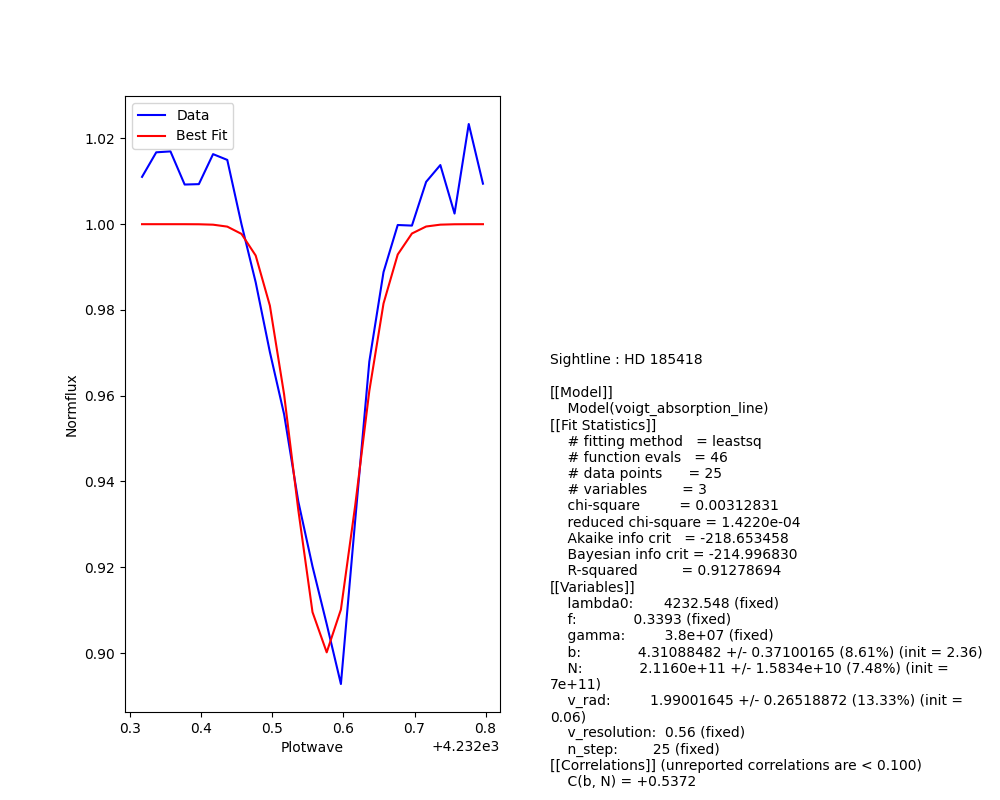 Data
Best Fit
1.02
1.00
0.98
0.96
0.94
0.92
0.90
Normflux
0.3 0.4 0.5 0.6 0.7 0.8
Plotwave
+4.232e3
Sightline : HD 185418
[[Model]]
Model(voigt_absorption_line)
[[Fit Statistics]]
# fitting method = leastsq
# function evals = 46
# data points = 25
# variables = 3
chi-square = 0.00312831
reduced chi-square = 1.4220e-04
Akaike info crit = -218.653458
Bayesian info crit = -214.996830
R-squared = 0.91278694
[[Variables]]
lambda0: 4232.548 (fixed)
f: 0.3393 (fixed)
gamma: 3.8e+07 (fixed)
b: 4.31088482 +/- 0.37100165 (8.61%) (init = 2.36)
N: 2.1160e+11 +/- 1.5834e+10 (7.48%) (init =
7e+11)
v_rad: 1.99001645 +/- 0.26518872 (13.33%) (init =
0.06)
v_resolution: 0.56 (fixed)
n_step: 25 (fixed)
[[Correlations]] (unreported correlations are < 0.100)
C(b, N) = +0.5372